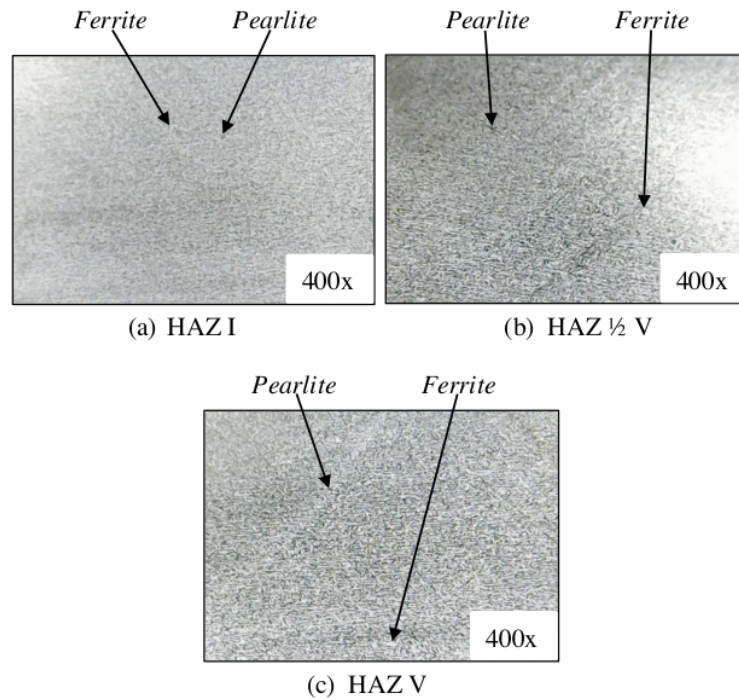 Ferrite Pearlite
Pearlite Ferrite
400x
400x
(a) HAZ I
(b) HAZ ½ V
Pearlite Ferrite
400x
(c) HAZ V